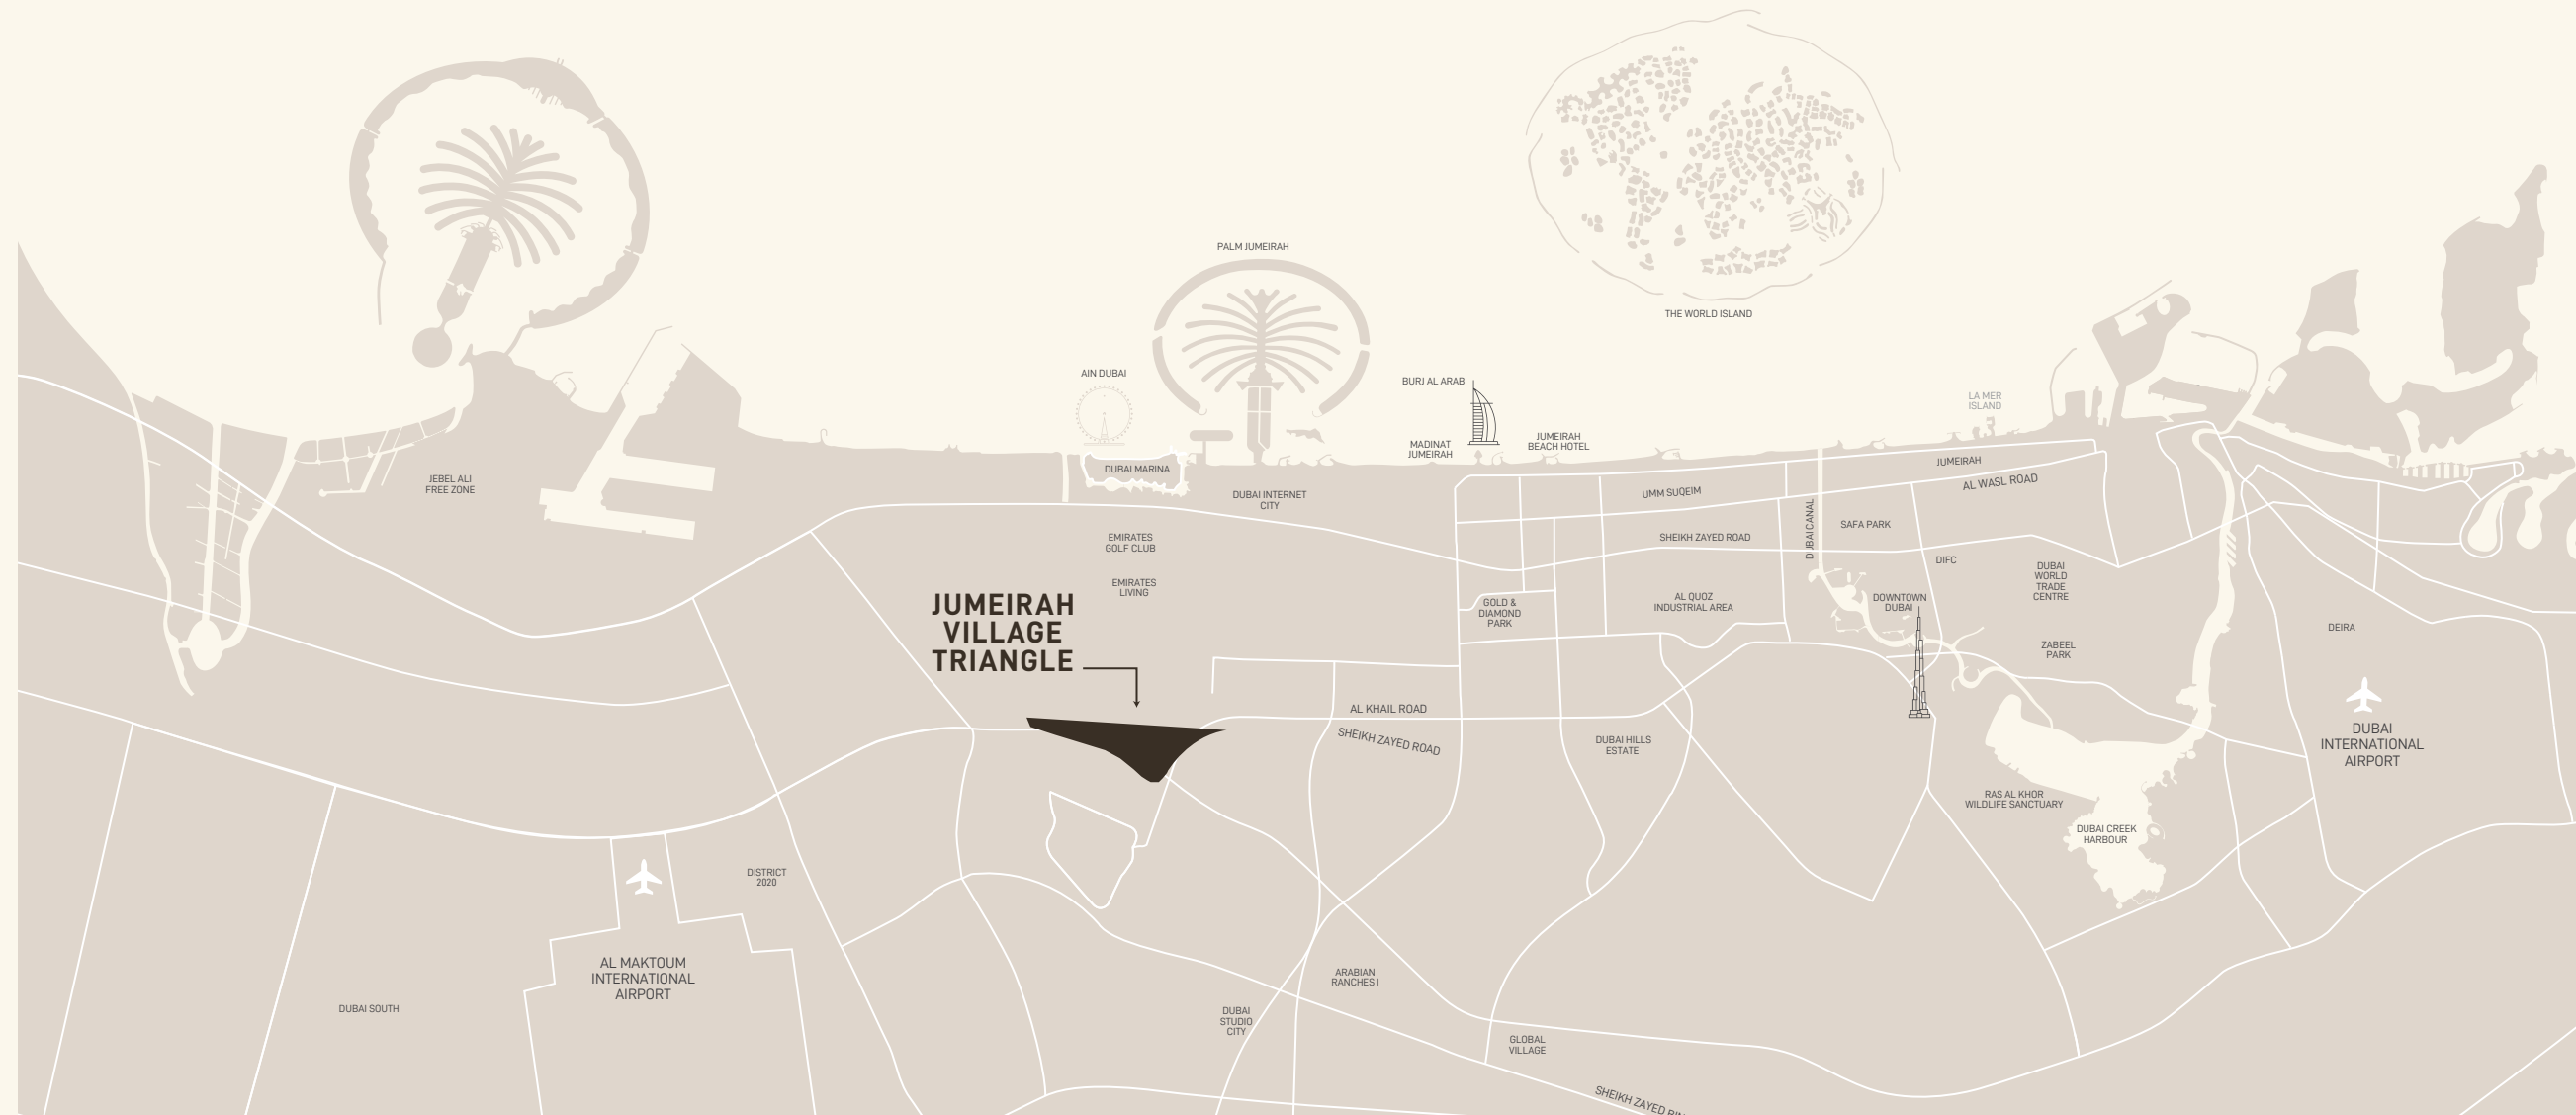 PALM JUMEIRAH
THE WORLD ISLAND
AIN DUBAI
BURJ AL ARAB
LA MER
ISLAND
MADINAT
JUMEIRAH
JUMEIRAH
BEACH HOTEL
DUBAI MARINA
JUMEIRAH
JEBEL ALI
FREE ZONE
AL WASL ROAD
DUBAI INTERNET
CITY
UMM SUQEIM
D JBAI CANAL
SAFA PARK
EMIRATES
GOLF CLUB
SHEIKH ZAYED ROAD
DIFC
DUBAI
WORLD
TRADE
CENTRE
EMIRATES
LIVING
JUMEIRAH
VILLAGE
TRIANGLE
GOLD &
DIAMOND
PARK
AL QUOZ
INDUSTRIAL AREA
DOWNTOWN
DUBAI
DEIRA
ZABEEL
PARK
AL KHAIL ROAD
SHEIKH ZAYED ROAD
DUBAI HILLS
ESTATE
DUBAI
INTERNATIONAL
AIRPORT
RAS AL KHOR
WILDLIFE SANCTUARY
DUBAI CREEK
HARBOUR
DISTRICT
2020
AL MAKTOUM
INTERNATIONAL
AIRPORT
ARABIAN
RANCHES I
DUBAI SOUTH
DUBAI
STUDIO
CITY
GLOBAL
VILLAGE
SHEIKH ZAYED